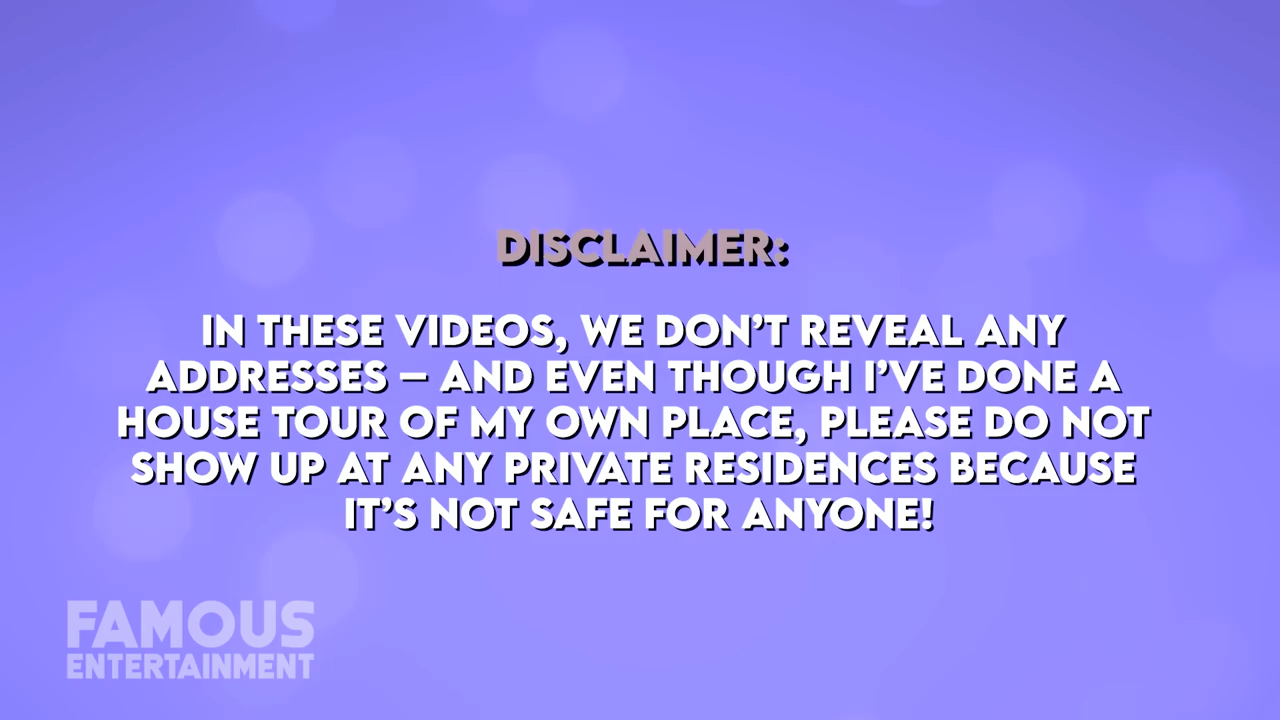 DISCLAIMER:
IN THESE VIDEOS, WE DON'T REVEAL ANY
ADDRESSES – AND EVEN THOUGH I'VE DONE A
HOUSE TOUR OF MY OWN PLACE, PLEASE DO NOT
SHOW UP AT ANY PRIVATE RESIDENCES BECAUSE
IT'S NOT SAFE FOR ANYONE!
FAMOUS
ENTERTAINMENT